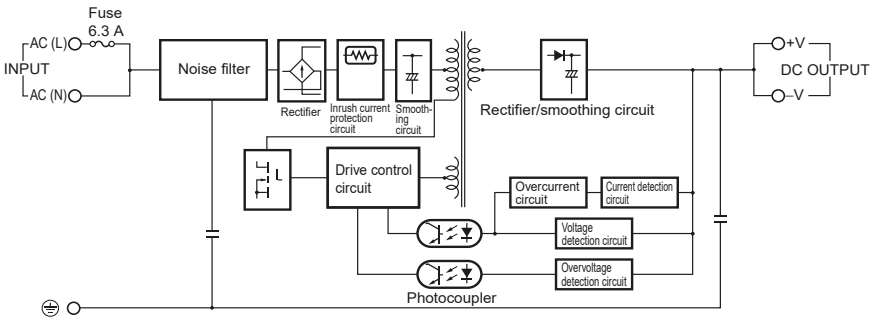 Fuse
6.3 A
AC (L)
INPUT
AC (N)
Noise filter
Rectifier
Inrush current
protection
circuit
Smooth-
ing
circuit
Rectifier/smoothing circuit
+V
DC OUTPUT
–V
Drive control
circuit
Overcurrent
circuit
Current detection
circuit
Voltage
detection circuit
Overvoltage
detection circuit
Photocoupler